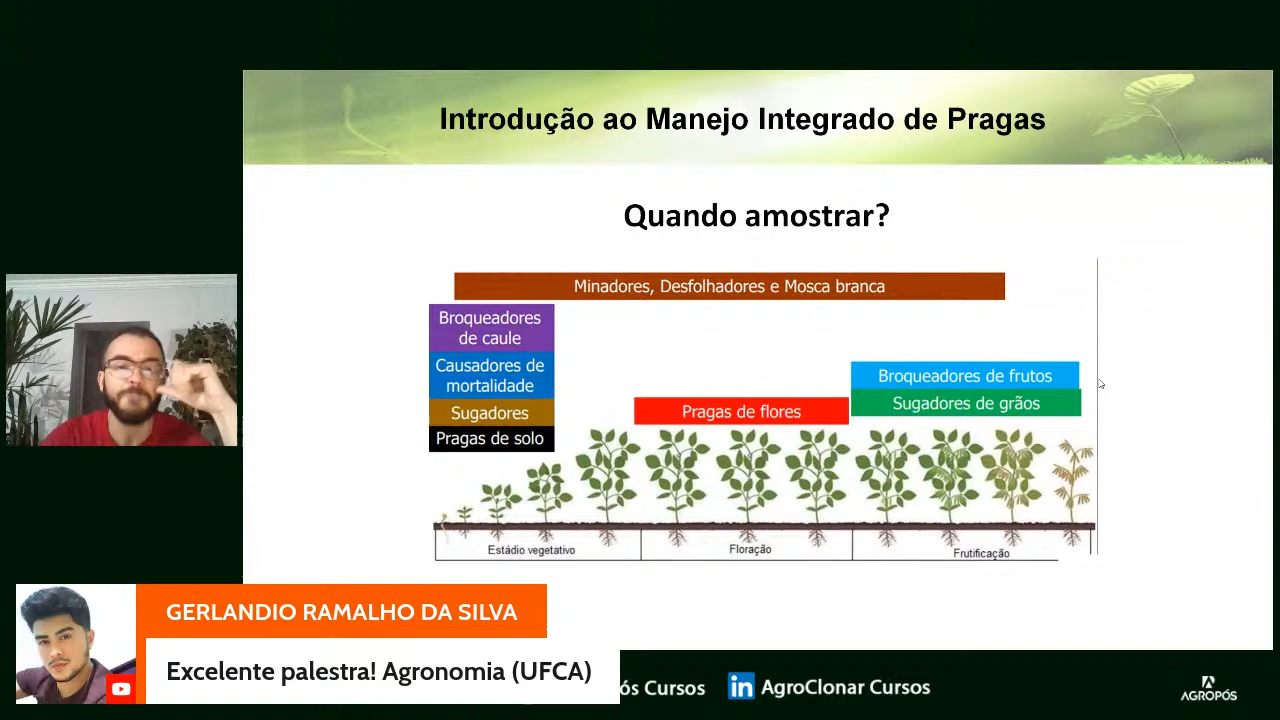 Introdução ao Manejo Integrado de Pragas
Quando amostrar?
Minadores, Desfolhadores e Mosca branca
Broqueadores
de caule
Causadores de
mortalidade
Sugadores
Pragas de solo
Pragas de flores
Broqueadores de frutos
Sugadores de grãos
Estádio vegetativo
Floração
Frutificação
GERLANDIO RAMALHO DA SILVA
Excelente palestra! Agronomia (UFCA)
Cursos
in AgroClonar Cursos
AGROPÓS